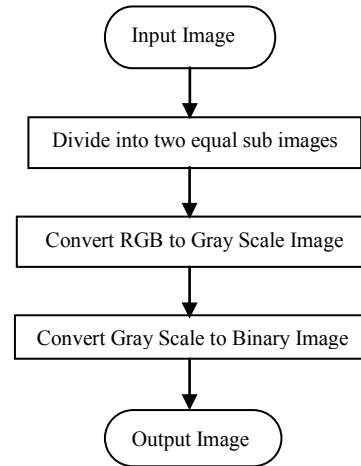 Input Image
Divide into two equal sub images
Convert RGB to Gray Scale Image
Convert Gray Scale to Binary Image
Output Image